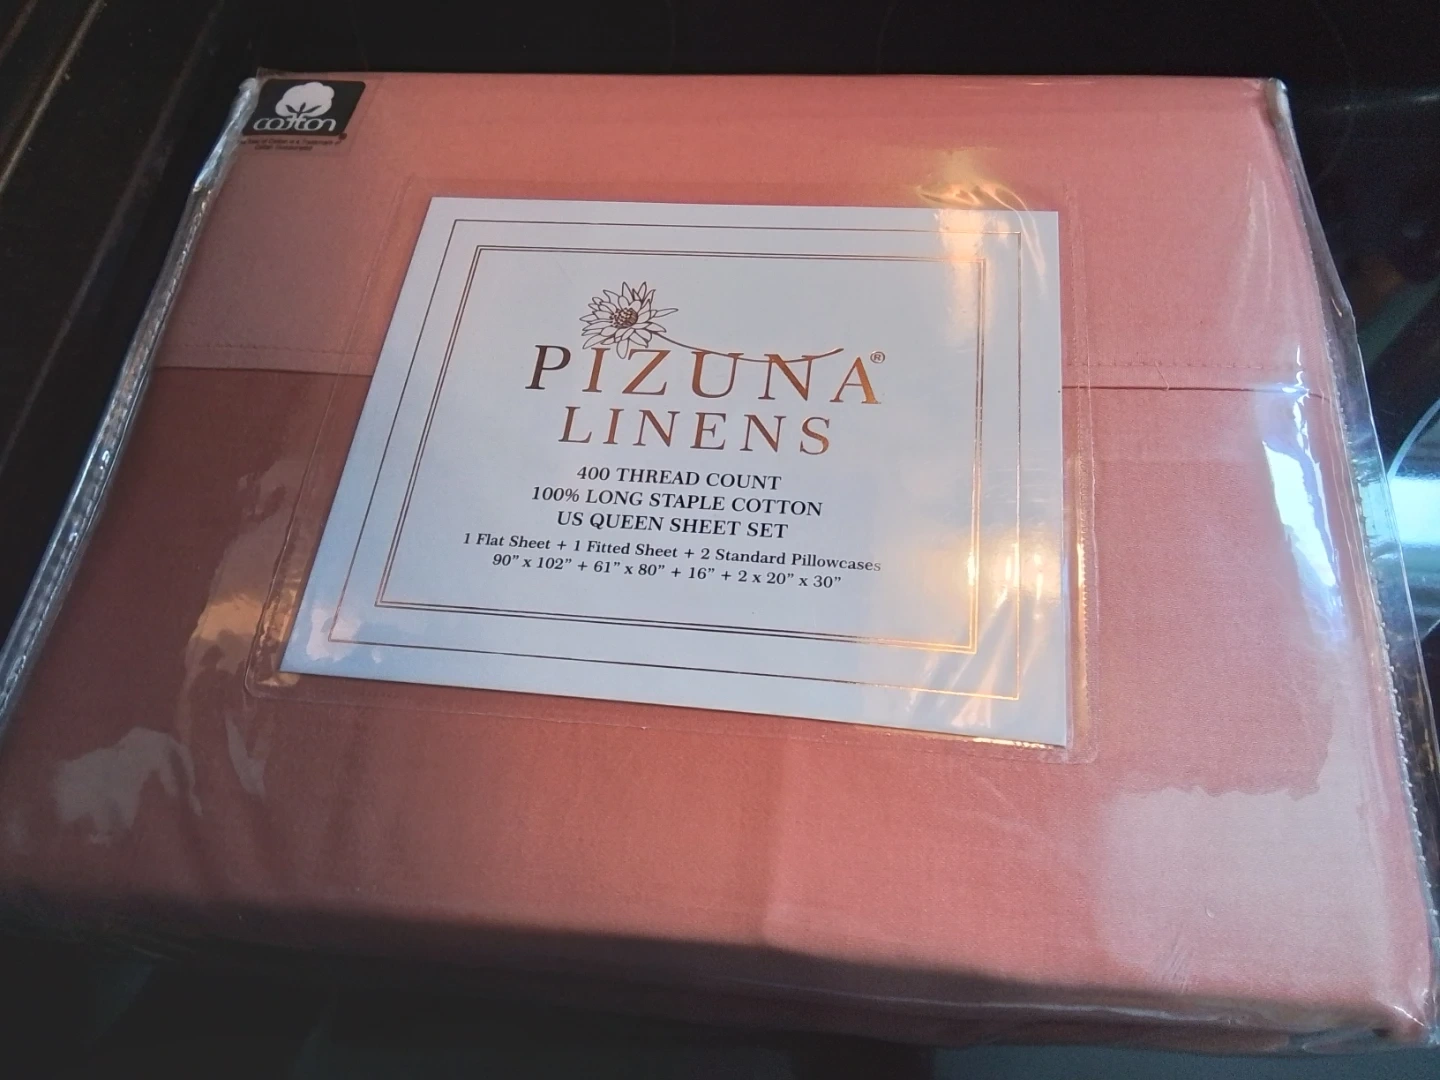 cotton
PIZUNA®
LINENS
400 THREAD COUNT
100% LONG STAPLE COTTON
US QUEEN SHEET SET
1 Flat Sheet + 1 Fitted Sheet + 2 Standard Pillowcases
90” x 102” + 61” x 80” + 16” + 2 x 20” x 30”